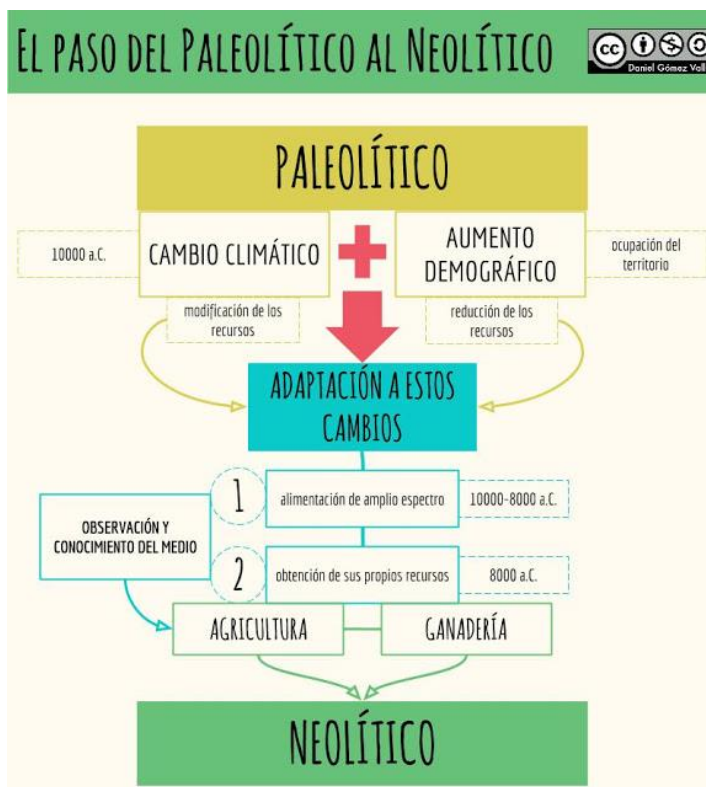 EL PASO DEL PALEOLÍTICO AL NEOLÍTICO
cc
Daniel Gómez Vall
PALEOLÍTICO
10000 a.C.
CAMBIO CLIMÁTICO
AUMENTO
DEMOGRÁFICO
ocupación del
territorio
modificación de los
recursos
reducción de los
recursos
ADAPTACIÓN A ESTOS
CAMBIOS
1
alimentación de amplio espectro
10000-8000 a.C.
OBSERVACIÓN Y
CONOCIMIENTO DEL MEDIO
2
obtención de sus propios recursos
8000 a.C.
AGRICULTURA
GANADERÍA
NEOLÍTICO